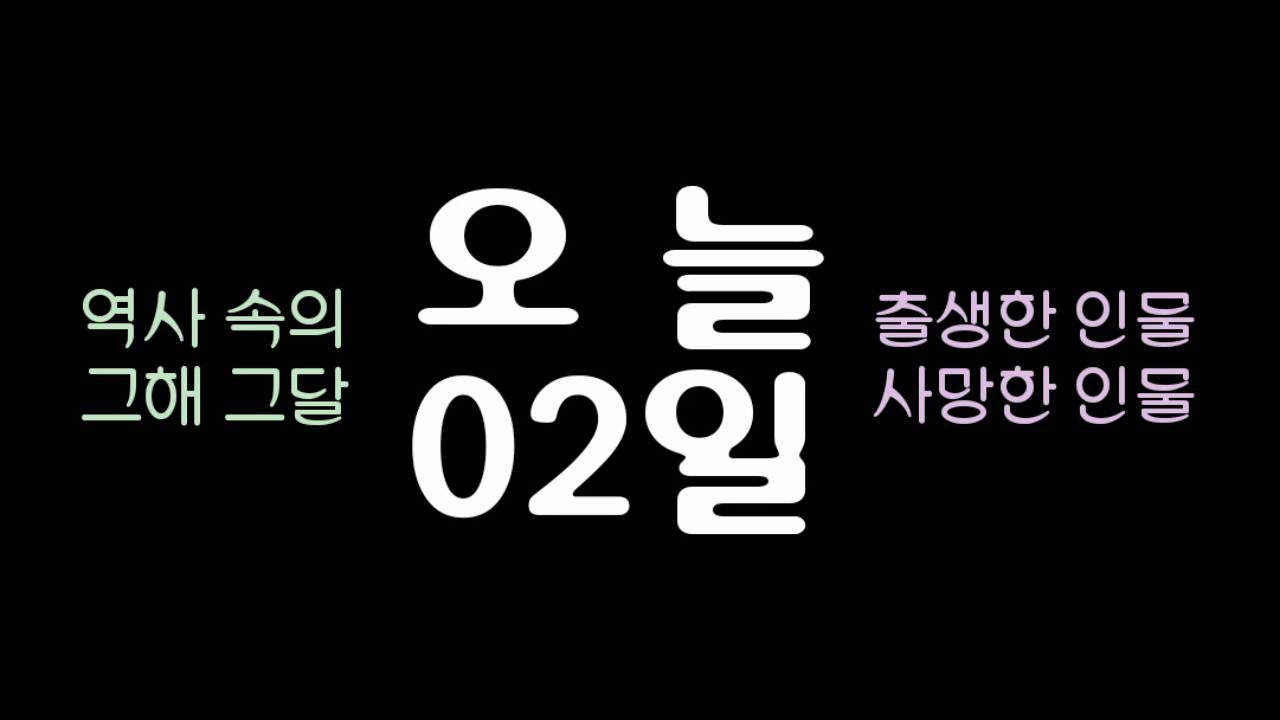 역사 속의
그해 그달
오 늘
02일
출생한 인물
사망한 인물